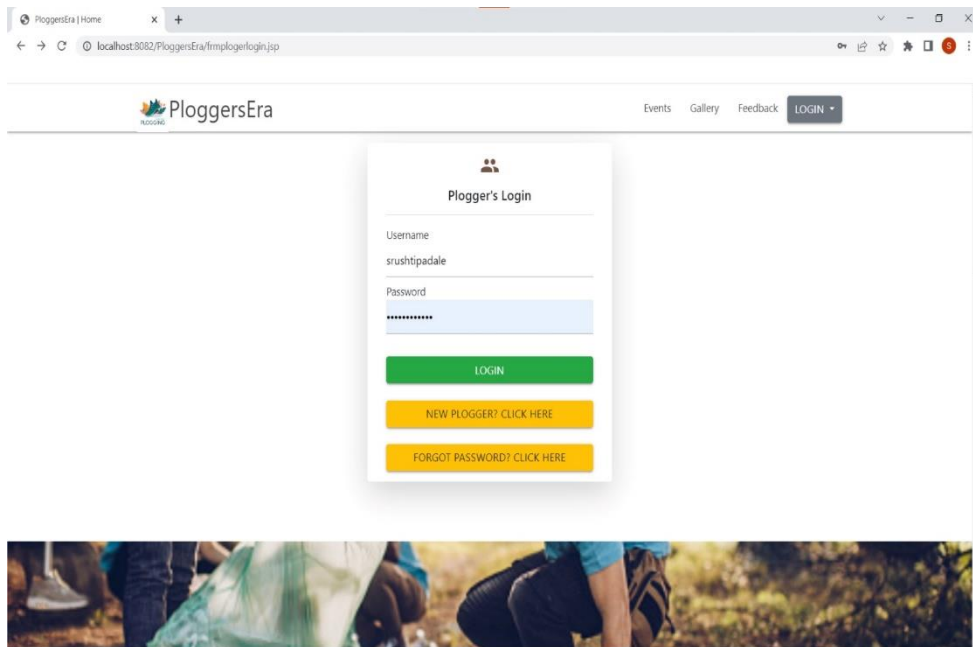 PloggersEra | Home
localhost:8082/PloggersEra/frmplogerlogin.jsp
S
PLOGGING
PloggersEra
Events Gallery Feedback LOGIN
Plogger's Login
Username
srushtipadale
Password
LOGIN
NEW PLOGGER? CLICK HERE
FORGOT PASSWORD? CLICK HERE